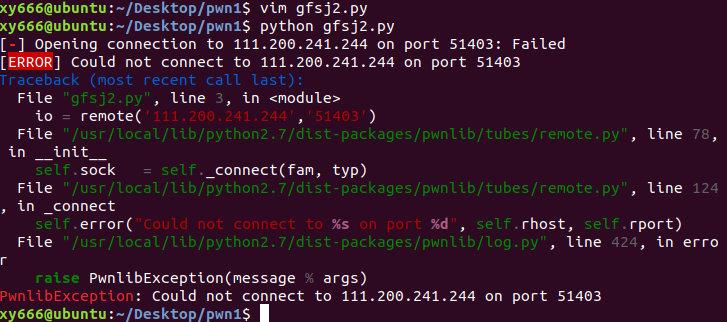 xy666@ubuntu:~/Desktop/pwn1$ vim gfsj2.py
xy666@ubuntu:~/Desktop/pwn1$ python gfsj2.py
[-] Opening connection to 111.200.241.244 on port 51403: Failed
[ERROR] Could not connect to 111.200.241.244 on port 51403
Traceback (most recent call last):
  File "gfsj2.py", line 3, in <module>
    io = remote('111.200.241.244','51403')
  File "/usr/local/lib/python2.7/dist-packages/pwnlib/tubes/remote.py", line 78,
 in __init__
    self.sock   = self._connect(fam, typ)
  File "/usr/local/lib/python2.7/dist-packages/pwnlib/tubes/remote.py", line 124
, in _connect
    self.error("Could not connect to %s on port %d", self.rhost, self.rport)
  File "/usr/local/lib/python2.7/dist-packages/pwnlib/log.py", line 424, in erro
r
    raise PwnlibException(message % args)
PwnlibException: Could not connect to 111.200.241.244 on port 51403
xy666@ubuntu:~/Desktop/pwn1$